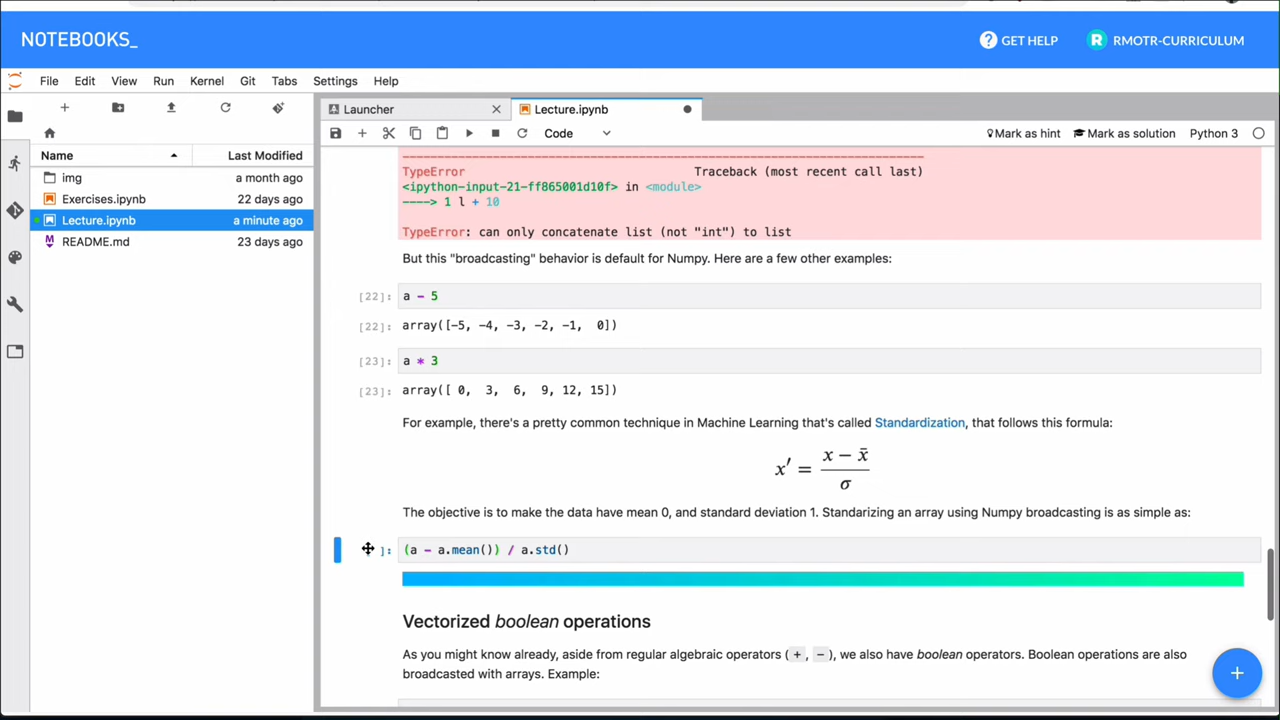 NOTEBOOKS_
GET HELP
R RMOTR-CURRICULUM
File Edit View Run Kernel Git Tabs Settings Help
Launcher
Lecture.ipynb
Code
Mark as hint
Mark as solution
Python 3
Name Last Modified
img a month ago
Exercises.ipynb 22 days ago
Lecture.ipynb a minute ago
README.md 23 days ago
TypeError Traceback (most recent call last)
<ipython-input-21-ff865001d10f> in <module>
----> 1 l + 10
TypeError: can only concatenate list (not "int") to list
But this "broadcasting" behavior is default for Numpy. Here are a few other examples:
[22]: a - 5
[22]: array([-5, -4, -3, -2, -1, 0])
[23]: a * 3
[23]: array([ 0, 3, 6, 9, 12, 15])
For example, there's a pretty common technique in Machine Learning that's called Standardization, that follows this formula:
x′ = (x − x̄) / σ
The objective is to make the data have mean 0, and standard deviation 1. Standarizing an array using Numpy broadcasting is as simple as:
]: (a - a.mean()) / a.std()
Vectorized boolean operations
As you might know already, aside from regular algebraic operators ( + , - ), we also have boolean operators. Boolean operations are also
broadcasted with arrays. Example: